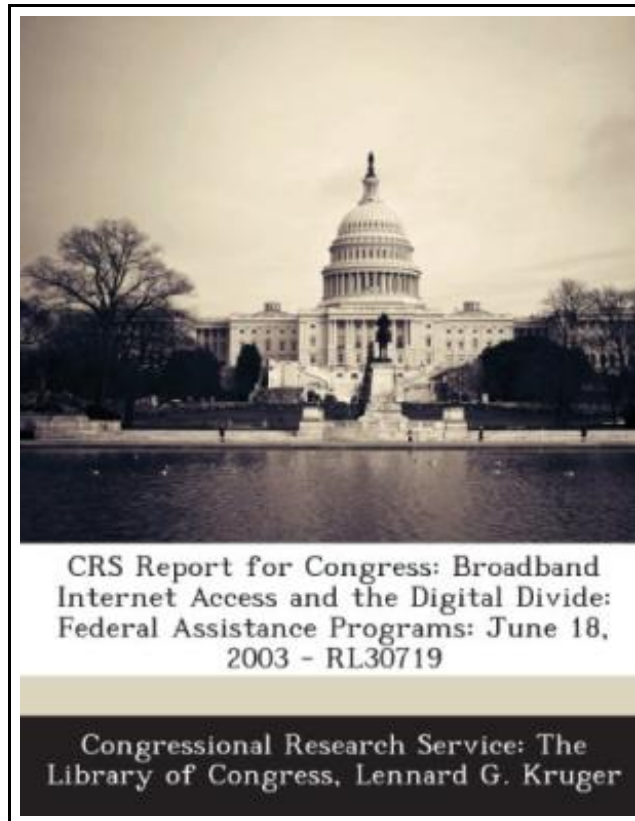 CRS Report for Congress: Broadband
Internet Access and the Digital Divide:
Federal Assistance Programs: June 18,
2003 - RL30719
Congressional Research Service: The
Library of Congress, Lennard G. Kruger